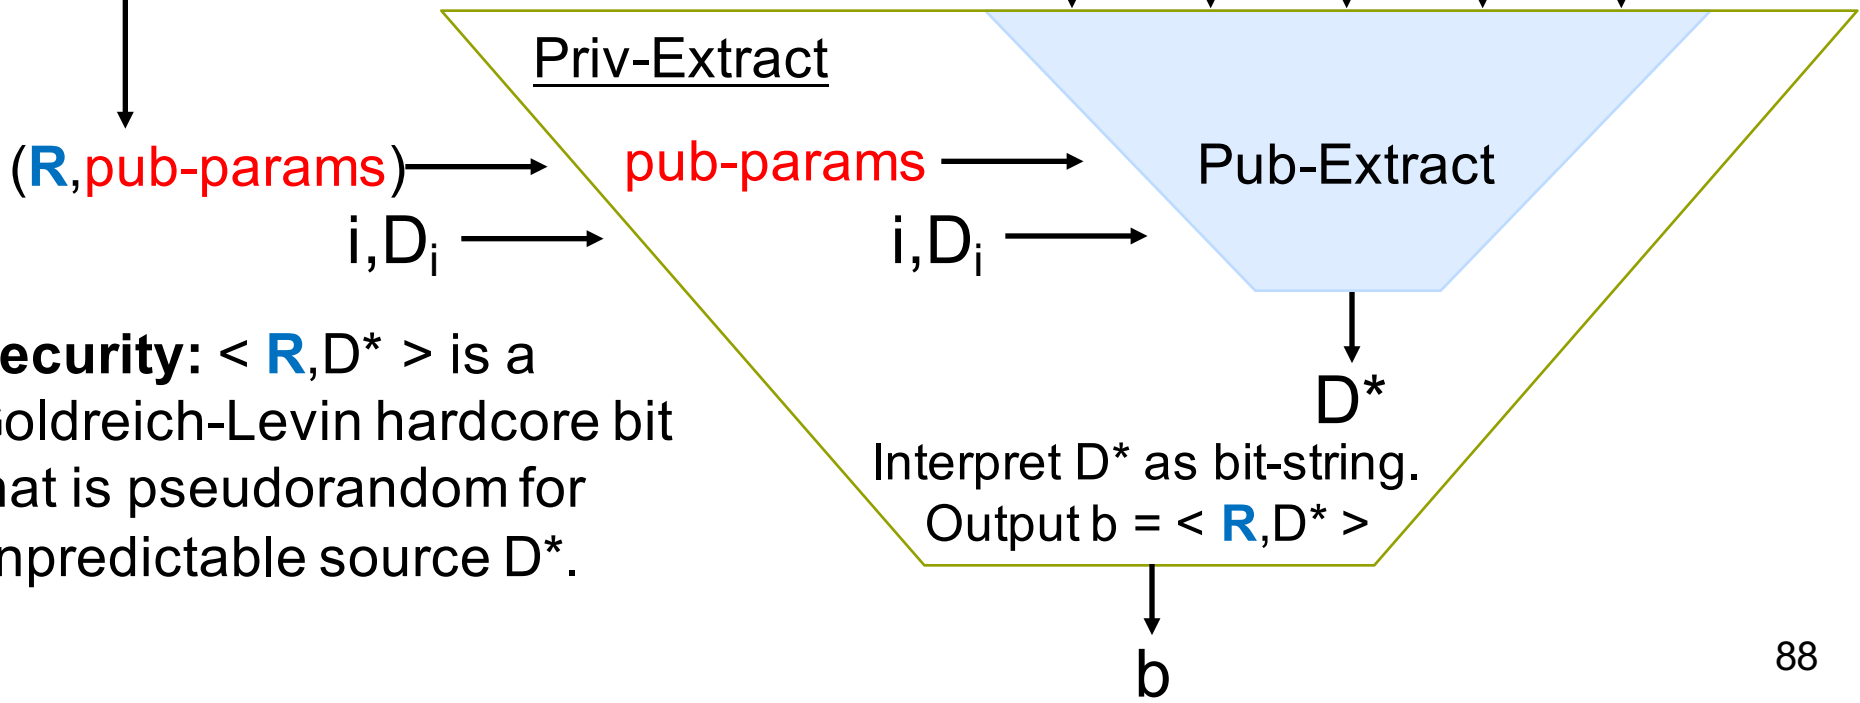 Priv-Extract
(R,pub-params) pub-params Pub-Extract
i,Di i,Di
ecurity: < R,D* > is a
D*
oldreich-Levin hardcore bit
Interpret D* as bit-string.
hat is pseudorandom for
Output b = < R,D* >
npredictable source D*.
b
88